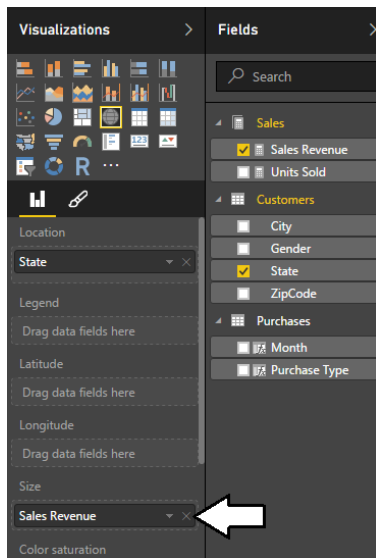 Visualizations
Fields
Search
Sales
Sales Revenue
Units Sold
Customers
City
Gender
State
ZipCode
Purchases
Month
Purchase Type
123
R
...
Location
State
Legend
Drag data fields here
Latitude
Drag data fields here
Longitude
Drag data fields here
Size
Sales Revenue
Color saturation